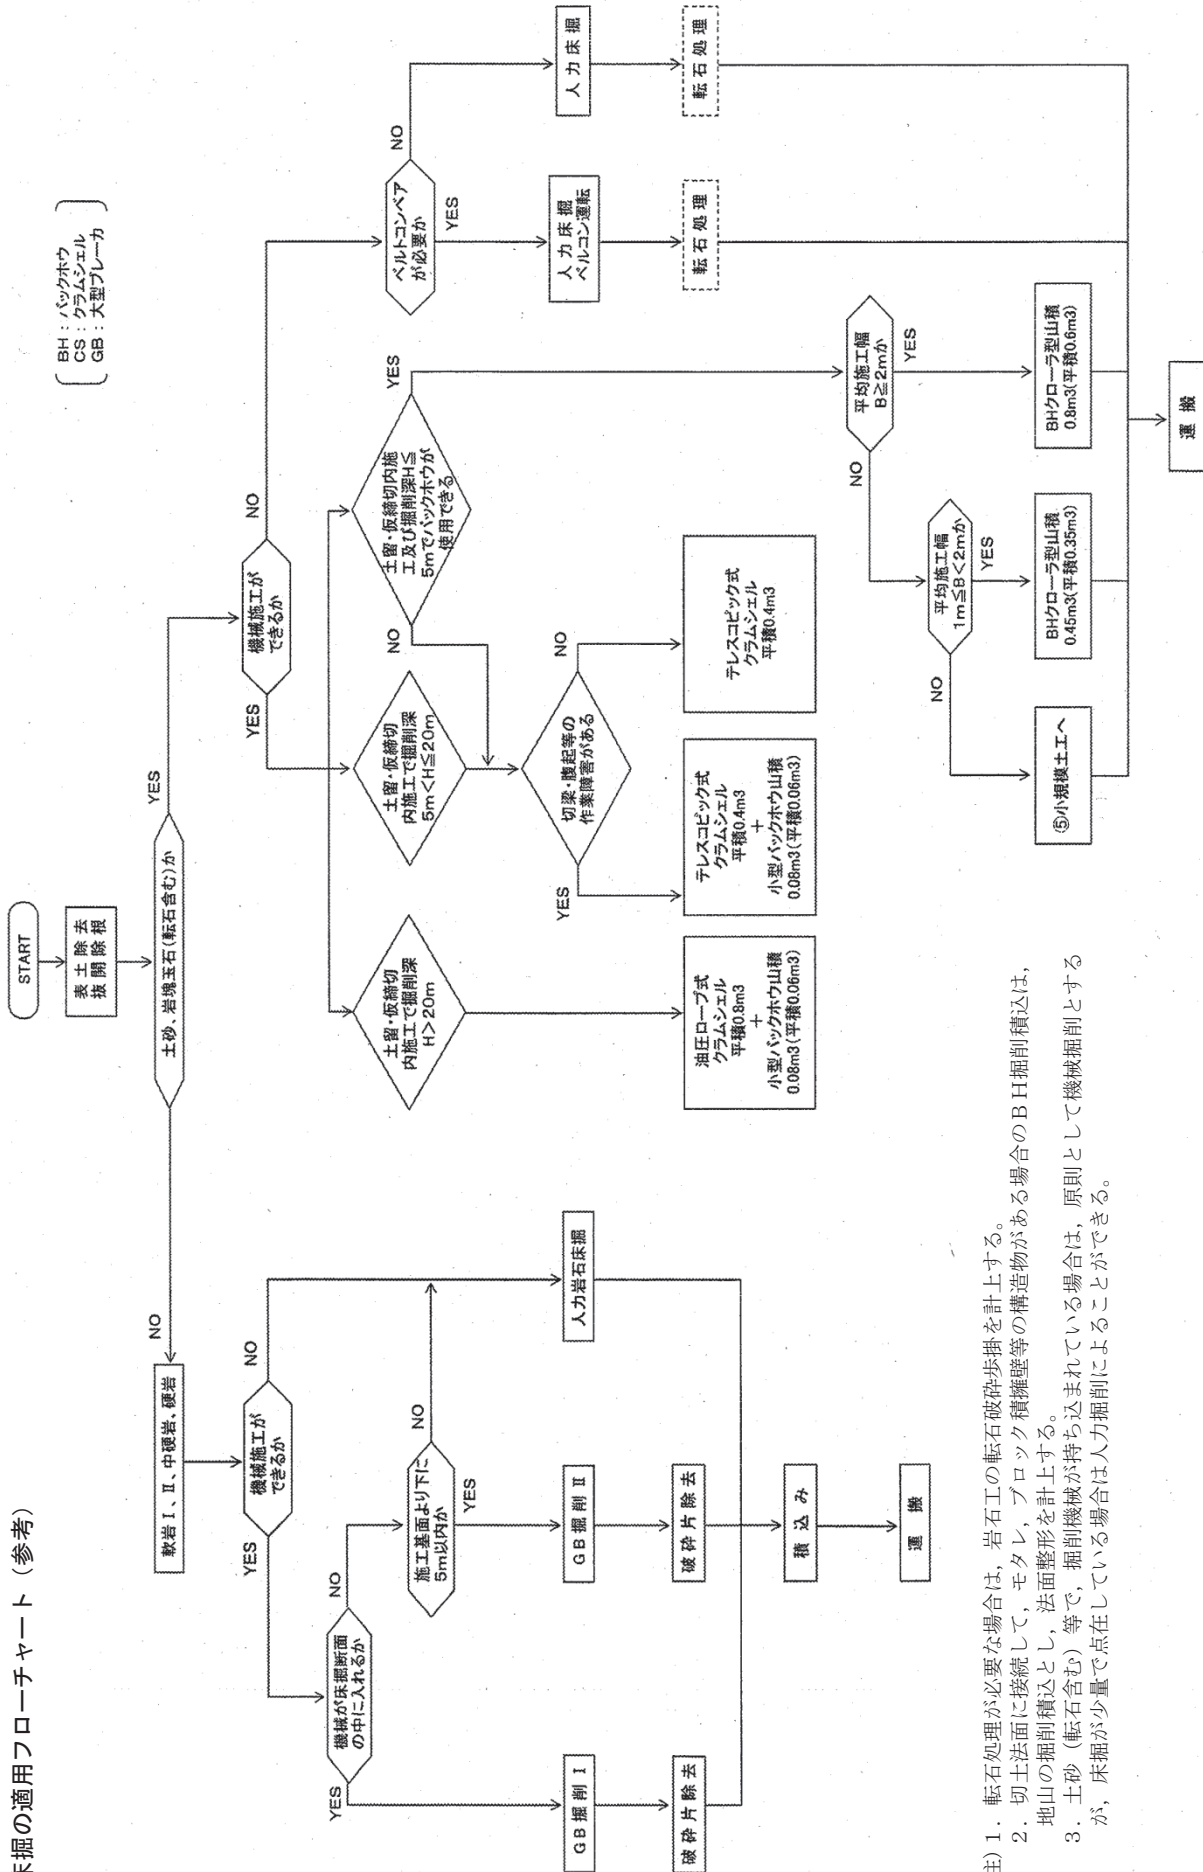 床掘の適用フローチャート（参考）
BH：バックホウ
CS：クラムシェル
GB：大型ブレーカ
START
表土除去
抜開除根
土砂、岩塊玉石(転石含む)か
NO
YES
軟岩Ⅰ、Ⅱ、中硬岩、硬岩
機械施工が
できるか
YES
NO
機械が床掘断面
の中に入れるか
YES
NO
施工基面より下に
5m以内か
NO
YES
GB掘削Ⅰ
GB掘削Ⅱ
人力岩石床掘
破砕片除去
破砕片除去
積込み
運搬
機械施工が
できるか
YES
NO
土留・仮締切
内施工で掘削深
H>20m
土留・仮締切
内施工で掘削深
5m<H≦20m
土留・仮締切内施
工及び掘削深H≦
5mでバックホウが
使用できる
NO
YES
切梁・腹起等の
作業障害がある
YES
NO
油圧ロープ式
クラムシェル
平積0.8m3
+
小型バックホウ山積
0.08m3(平積0.06m3)
テレスコピック式
クラムシェル
平積0.4m3
+
小型バックホウ山積
0.08m3(平積0.06m3)
テレスコピック式
クラムシェル
平積0.4m3
ベルトコンベア
が必要か
YES
NO
人力床掘
ベルコン運転
人力床掘
転石処理
転石処理
平均施工幅
B≧2mか
NO
YES
平均施工幅
1m≦B<2mか
NO
YES
⑤小規模土工へ
BHクローラ型山積
0.45m3(平積0.35m3)
BHクローラ型山積
0.8m3(平積0.6m3)
運搬
注) 1．転石処理が必要な場合は，岩石工の転石破砕歩掛を計上する。
2．切土法面に接続して，モタレ，ブロック積擁壁等の構造物がある場合のＢＨ掘削積込は，
地山の掘削積込とし，法面整形を計上する。
3．土砂（転石含む）等で，掘削機械が持ち込まれている場合は，原則として機械掘削とする
が，床掘が少量で点在している場合は人力掘削によることができる。